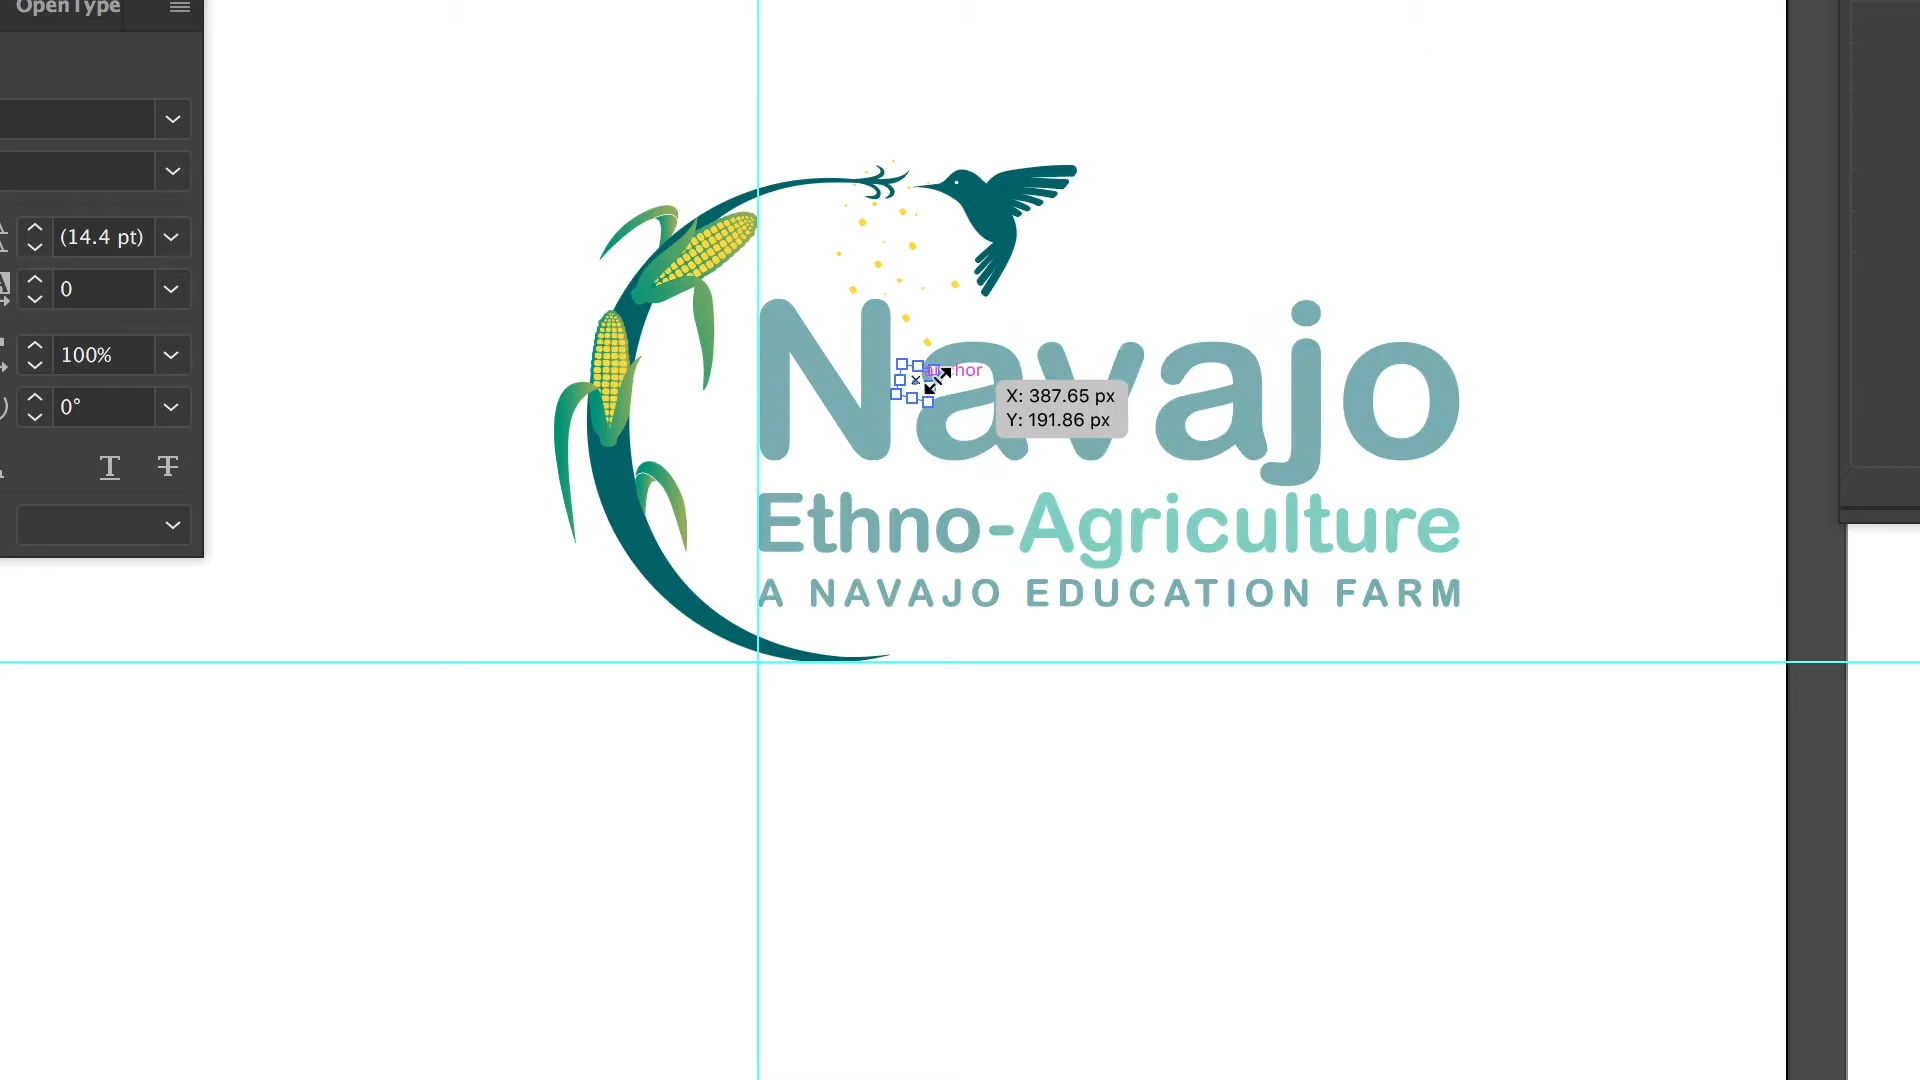 OpenType
(14.4 pt)
0
100%
0°
T T
Navajo
anchor
X: 387.65 px
Y: 191.86 px
Ethno-Agriculture
A NAVAJO EDUCATION FARM